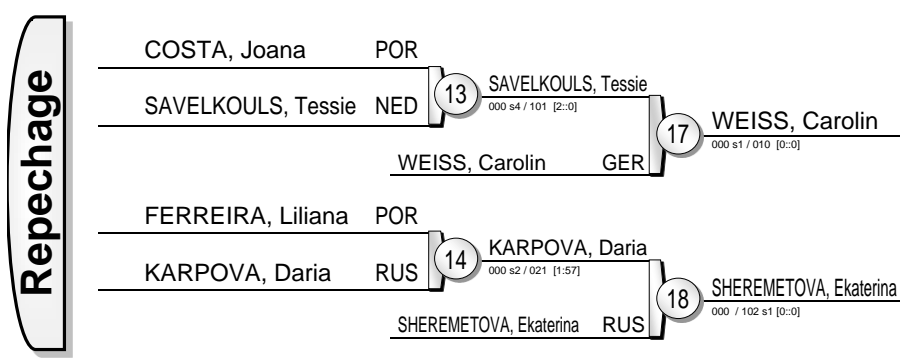 Repechage
COSTA, Joana POR
SAVELKOULS, Tessie NED
13
SAVELKOULS, Tessie
000 s4 / 101 [2::0]
WEISS, Carolin GER
17
WEISS, Carolin
000 s1 / 010 [0::0]
FERREIRA, Liliana POR
KARPOVA, Daria RUS
14
KARPOVA, Daria
000 s2 / 021 [1:57]
SHEREMETOVA, Ekaterina RUS
18
SHEREMETOVA, Ekaterina
000 / 102 s1 [0::0]